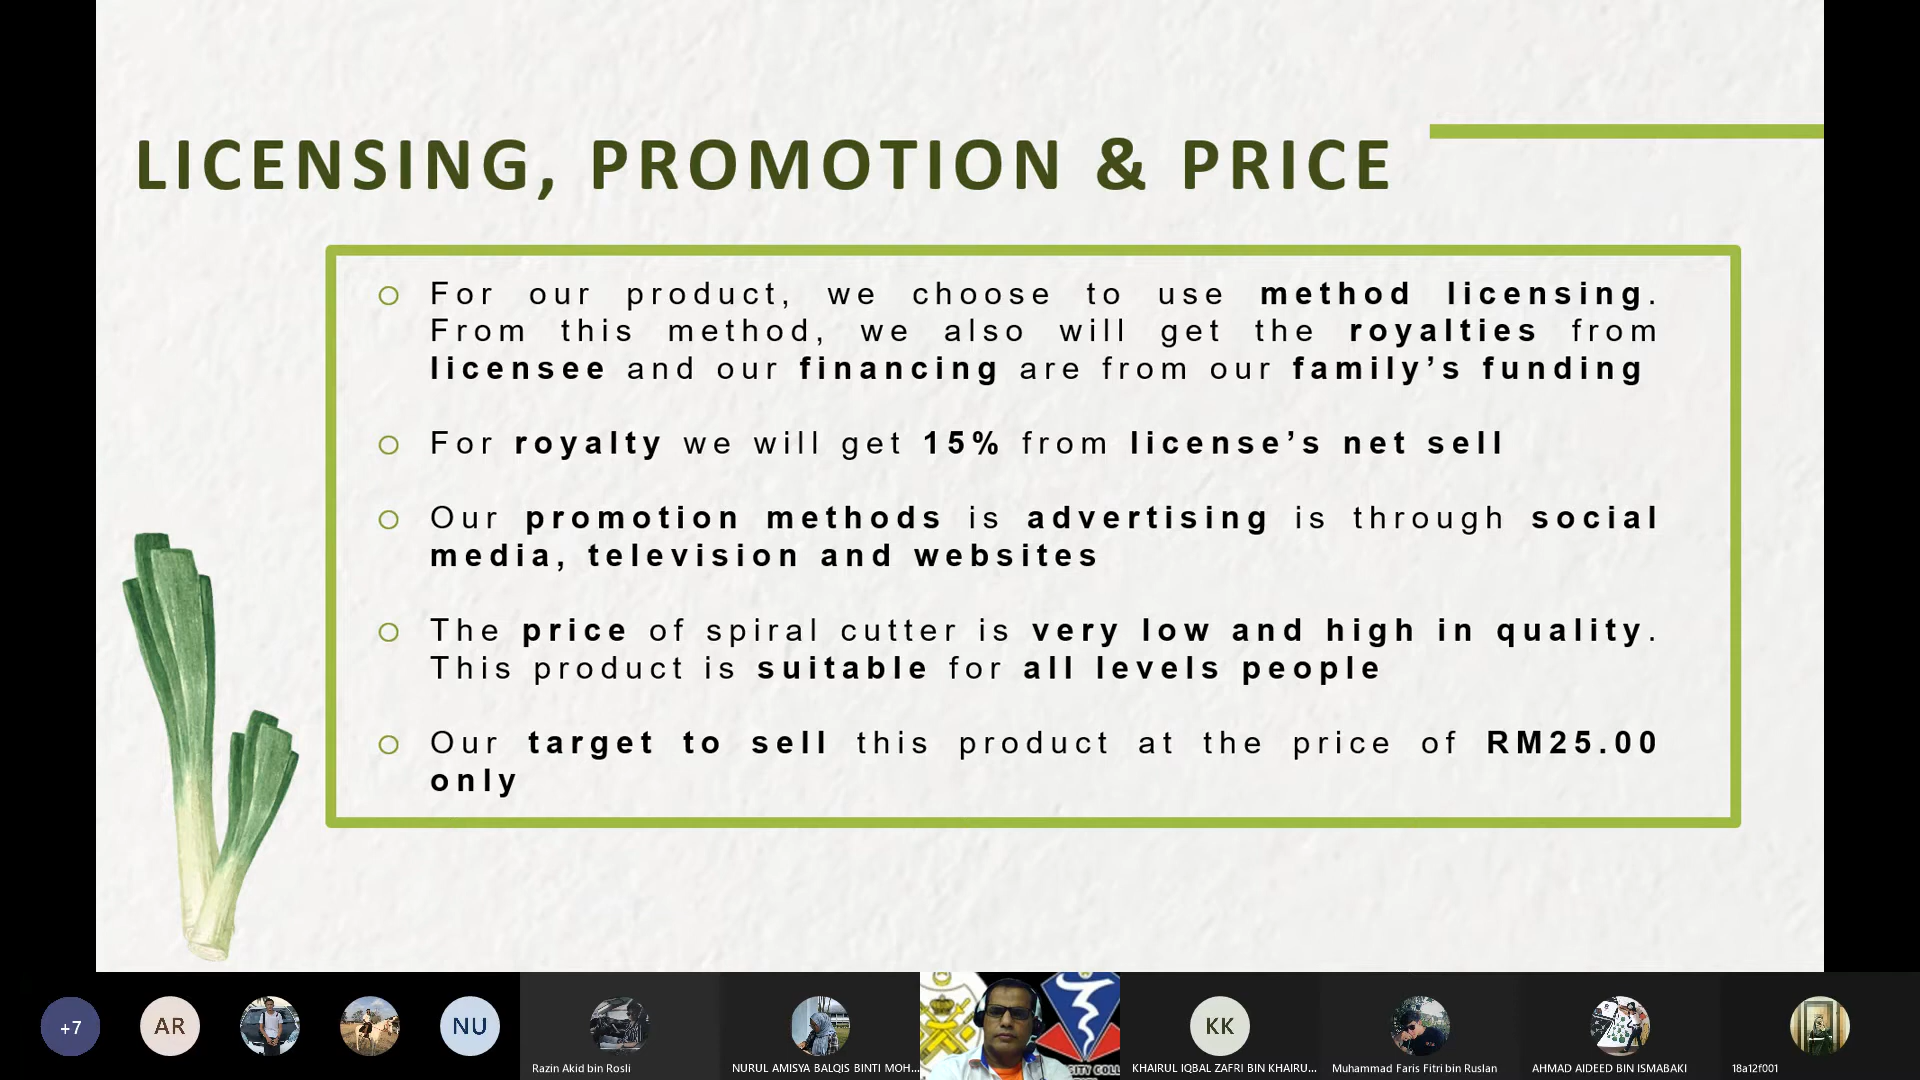 LICENSING, PROMOTION & PRICE
For our product, we choose to use method licensing.
From this method, we also will get the royalties from
licensee and our financing are from our family’s funding
For royalty we will get 15% from license’s net sell
Our promotion methods is advertising is through social
media, television and websites
The price of spiral cutter is very low and high in quality.
This product is suitable for all levels people
Our target to sell this product at the price of RM25.00
only
+7
AR
NU
KK
CITY COLL
Razin Akid bin Rosli
NURUL AMISYA BALQIS BINTI MOH...
KHAIRUL IQBAL ZAFRI BIN KHAIRU...
Muhammad Faris Fitri bin Ruslan
AHMAD AIDEED BIN ISMABAKI
18a12f001